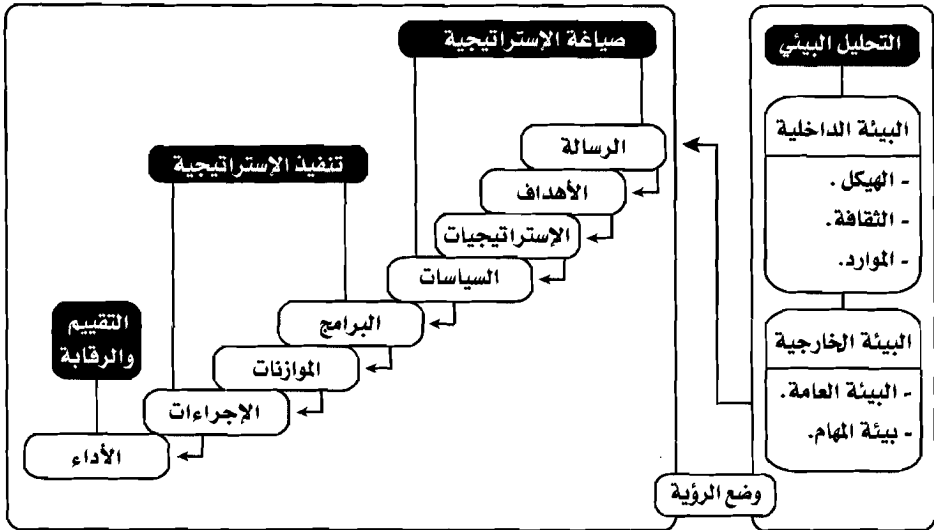 التحليل البيئي
البيئة الداخلية
- الهيكل.
- الثقافة.
- الموارد.
البيئة الخارجية
- البيئة العامة.
- بيئة المهام.
وضع الرؤية
صياغة الإستراتيجية
الرسالة
الأهداف
الإستراتيجيات
السياسات
تنفيذ الإستراتيجية
البرامج
الموازنات
الإجراءات
التقييم
والرقابة
الأداء